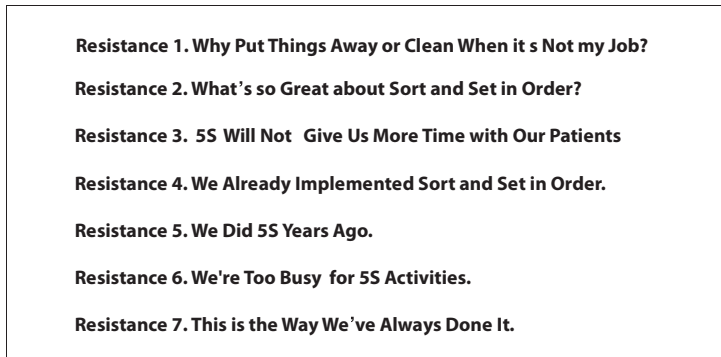 Resistance 1. Why Put Things Away or Clean When it s Not my Job?
Resistance 2. What’s so Great about Sort and Set in Order?
Resistance 3. 5S Will Not Give Us More Time with Our Patients
Resistance 4. We Already Implemented Sort and Set in Order.
Resistance 5. We Did 5S Years Ago.
Resistance 6. We're Too Busy for 5S Activities.
Resistance 7. This is the Way We’ve Always Done It.